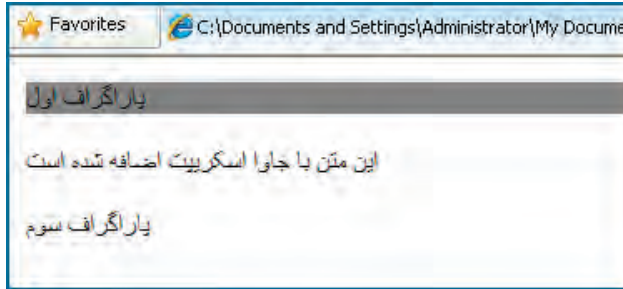 Favorites
C:\Documents and Settings\Administrator\My Docume
پاراگراف اول
این متن با جاوا اسکریپت اضافه شده است
پاراگراف سوم